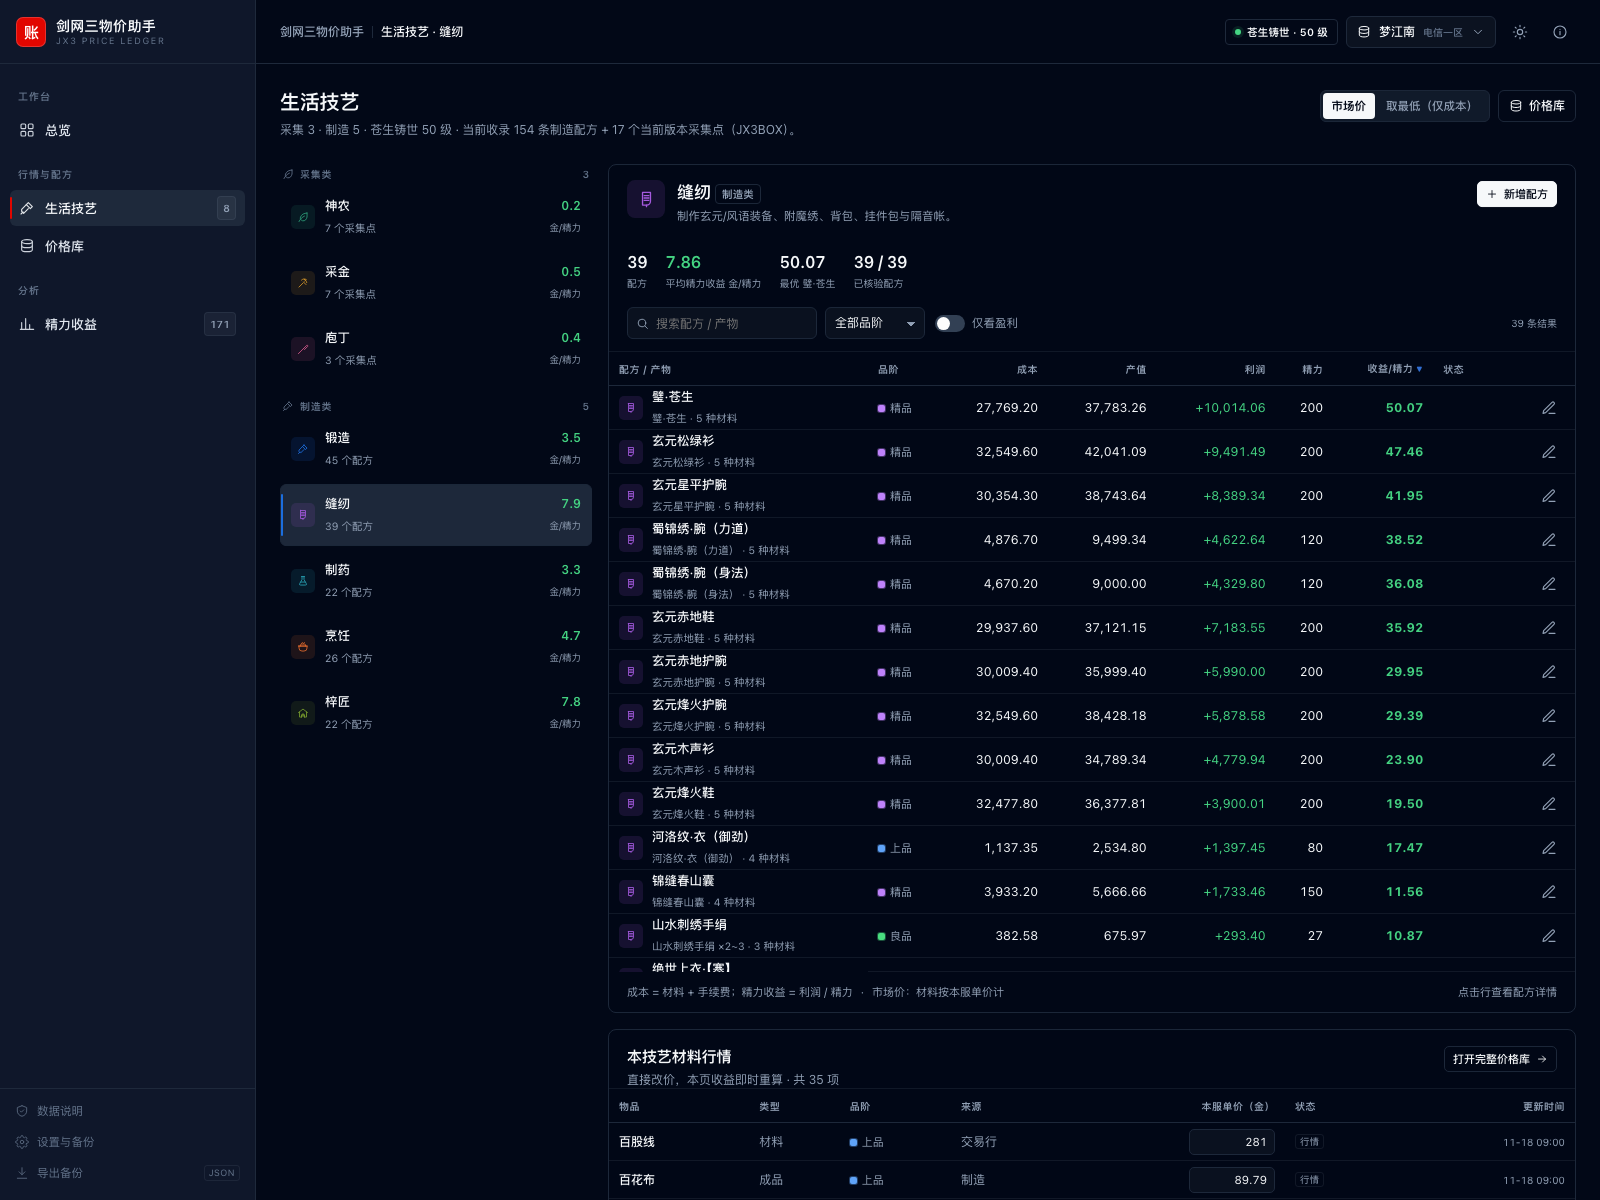 账
剑网三物价助手
JX3 PRICE LEDGER
剑网三物价助手 | 生活技艺 · 缝纫
苍生铸世 · 50 级
梦江南 电信一区
工作台
总览
行情与配方
生活技艺 8
价格库
分析
精力收益 171
数据说明
设置与备份
导出备份 JSON
生活技艺
采集 3 · 制造 5 · 苍生铸世 50 级 · 当前收录 154 条制造配方 + 17 个当前版本采集点（JX3BOX）。
市场价 取最低（仅成本） 价格库
采集类 3
神农 0.2
7 个采集点 金/精力
采金 0.5
7 个采集点 金/精力
庖丁 0.4
3 个采集点 金/精力
制造类 5
锻造 3.5
45 个配方 金/精力
缝纫 7.9
39 个配方 金/精力
制药 3.3
22 个配方 金/精力
烹饪 4.7
26 个配方 金/精力
梓匠 7.8
22 个配方 金/精力
缝纫 制造类
制作玄元/风语装备、附魔绣、背包、挂件包与隔音帐。
+ 新增配方
39 7.86 50.07 39 / 39
配方 平均精力收益 金/精力 最优 璧·苍生 已核验配方
搜索配方 / 产物 全部品阶 仅看盈利 39 条结果
配方 / 产物 品阶 成本 产值 利润 精力 收益/精力 ▼ 状态
璧·苍生
璧·苍生 · 5 种材料 精品 27,769.20 37,783.26 +10,014.06 200 50.07
玄元松绿衫
玄元松绿衫 · 5 种材料 精品 32,549.60 42,041.09 +9,491.49 200 47.46
玄元星平护腕
玄元星平护腕 · 5 种材料 精品 30,354.30 38,743.64 +8,389.34 200 41.95
蜀锦绣·腕（力道）
蜀锦绣·腕（力道） · 5 种材料 精品 4,876.70 9,499.34 +4,622.64 120 38.52
蜀锦绣·腕（身法）
蜀锦绣·腕（身法） · 5 种材料 精品 4,670.20 9,000.00 +4,329.80 120 36.08
玄元赤地鞋
玄元赤地鞋 · 5 种材料 精品 29,937.60 37,121.15 +7,183.55 200 35.92
玄元赤地护腕
玄元赤地护腕 · 5 种材料 精品 30,009.40 35,999.40 +5,990.00 200 29.95
玄元烽火护腕
玄元烽火护腕 · 5 种材料 精品 32,549.60 38,428.18 +5,878.58 200 29.39
玄元木声衫
玄元木声衫 · 5 种材料 精品 30,009.40 34,789.34 +4,779.94 200 23.90
玄元烽火鞋
玄元烽火鞋 · 5 种材料 精品 32,477.80 36,377.81 +3,900.01 200 19.50
河洛纹·衣（御劲）
河洛纹·衣（御劲） · 4 种材料 上品 1,137.35 2,534.80 +1,397.45 80 17.47
锦缝春山囊
锦缝春山囊 · 4 种材料 精品 3,933.20 5,666.66 +1,733.46 150 11.56
山水刺绣手绢
山水刺绣手绢 ×2~3 · 3 种材料 良品 382.58 675.97 +293.40 27 10.87
绝世上衣·【寒】
成本 = 材料 + 手续费；精力收益 = 利润 / 精力 · 市场价：材料按本服单价计 点击行查看配方详情
本技艺材料行情
直接改价，本页收益即时重算 · 共 35 项
打开完整价格库 →
物品 类型 品阶 来源 本服单价（金） 状态 更新时间
百股线 材料 上品 交易行 281 行情 11-18 09:00
百花布 成品 上品 制造 89.79 行情 11-18 09:00